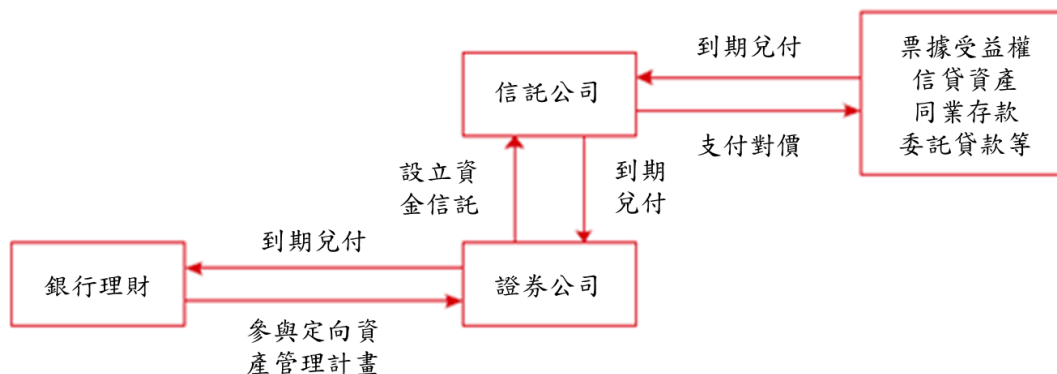 到期兌付
票據受益權
信貸資產
同業存款
委託貸款等
信託公司
支付對價
設立資
金信託
到期
兌付
到期兌付
銀行理財
證券公司
參與定向資
產管理計畫